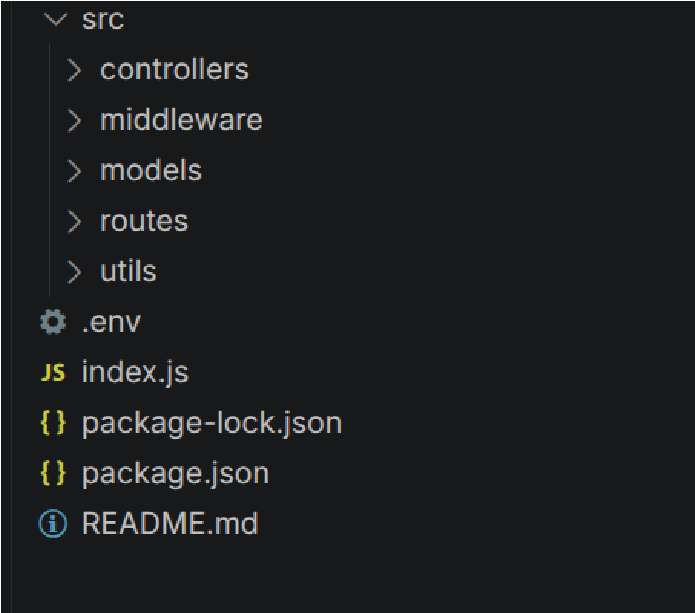 src
controllers
middleware
models
routes
utils
.env
JS index.js
{} package-lock.json
{} package.json
README.md